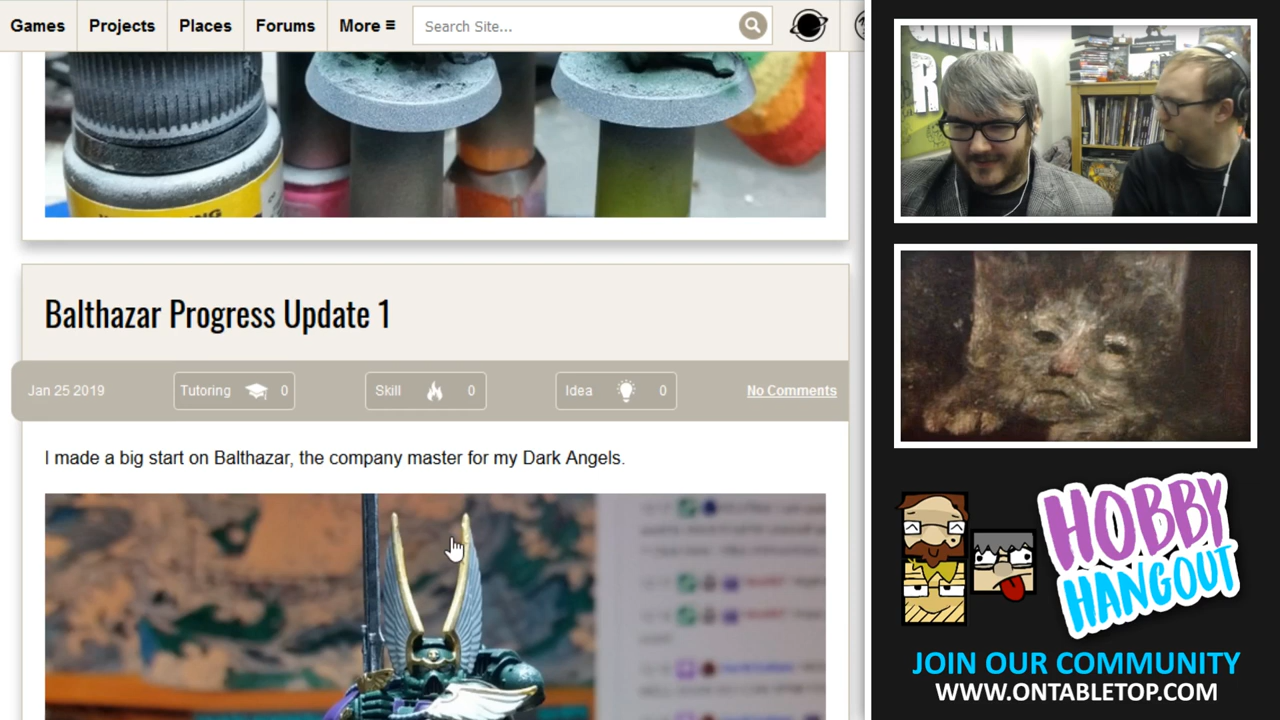 Games
Projects
Places
Forums
More ≡
Search Site...
Balthazar Progress Update 1
Jan 25 2019
Tutoring 0
Skill 0
Idea 0
No Comments
I made a big start on Balthazar, the company master for my Dark Angels.
HOBBY
HANGOUT
JOIN OUR COMMUNITY
WWW.ONTABLETOP.COM